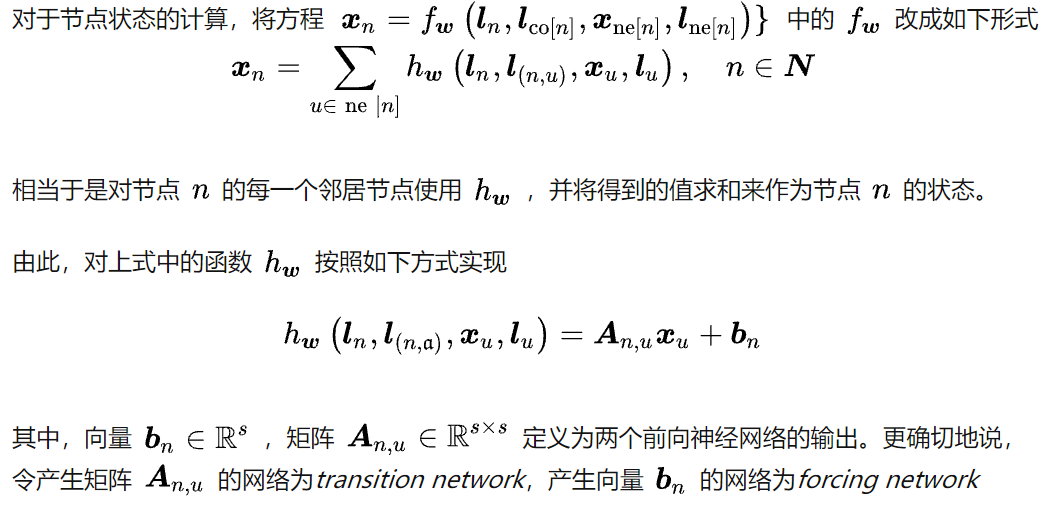 对于节点状态的计算，将方程 $\boldsymbol{x}_n = f_{\boldsymbol{w}}\left(\boldsymbol{l}_n, \boldsymbol{l}_{\mathrm{co}[n]}, \boldsymbol{x}_{\mathrm{ne}[n]}, \boldsymbol{l}_{\mathrm{ne}[n]}\right)\}$ 中的 $f_{\boldsymbol{w}}$ 改成如下形式
$\boldsymbol{x}_n = \sum_{u \in \text{ ne }|n]} h_{\boldsymbol{w}}\left(\boldsymbol{l}_n, \boldsymbol{l}_{(n,u)}, \boldsymbol{x}_u, \boldsymbol{l}_u\right), \quad n \in \boldsymbol{N}$
相当于是对节点 $n$ 的每一个邻居节点使用 $h_{\boldsymbol{w}}$ ，并将得到的值求和来作为节点 $n$ 的状态。
由此，对上式中的函数 $h_{\boldsymbol{w}}$ 按照如下方式实现
$h_{\boldsymbol{w}}\left(\boldsymbol{l}_n, \boldsymbol{l}_{(n,\mathfrak{a})}, \boldsymbol{x}_u, \boldsymbol{l}_u\right) = \boldsymbol{A}_{n,u}\boldsymbol{x}_u + \boldsymbol{b}_n$
其中，向量 $\boldsymbol{b}_n \in \mathbb{R}^s$ ，矩阵 $\boldsymbol{A}_{n,u} \in \mathbb{R}^{s \times s}$ 定义为两个前向神经网络的输出。更确切地说，
令产生矩阵 $\boldsymbol{A}_{n,u}$ 的网络为transition network，产生向量 $\boldsymbol{b}_n$ 的网络为forcing network